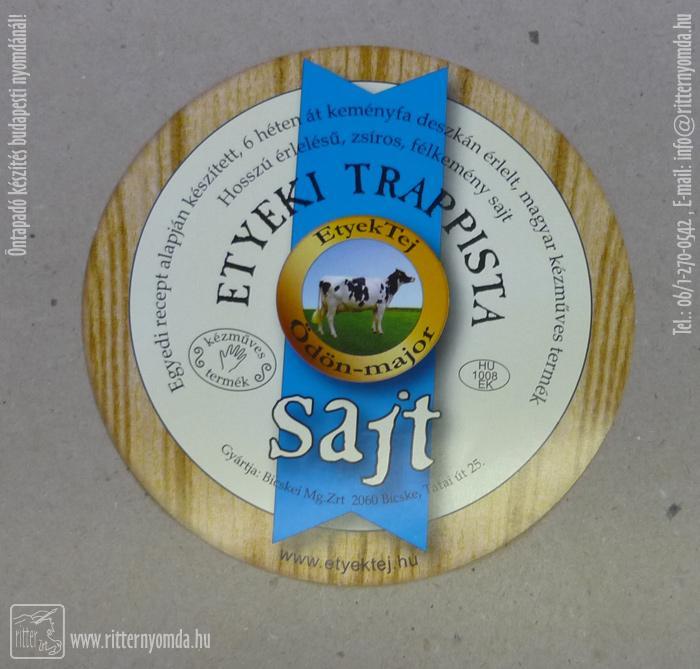 Egyedi recept alapján készített, 6 héten át keményfa deszkán érlelt, magyar kézműves termék
Hosszú érlelésű, zsíros, félkemény sajt
ETYEKI TRAPPISTA
EtyekTej
Ödön-major
kézműves
termék
HU
1008
EK
sajt
Gyártja: Bicskei Mg.Zrt 2060 Bicske, Tatai út 25.
www.etyektej.hu
Öntapadó készítés budapesti nyomdánál!
Tel.: 06/1-270-0542 E-mail: info@ritternyomda.hu
ritter
Zrt
www.ritternyomda.hu